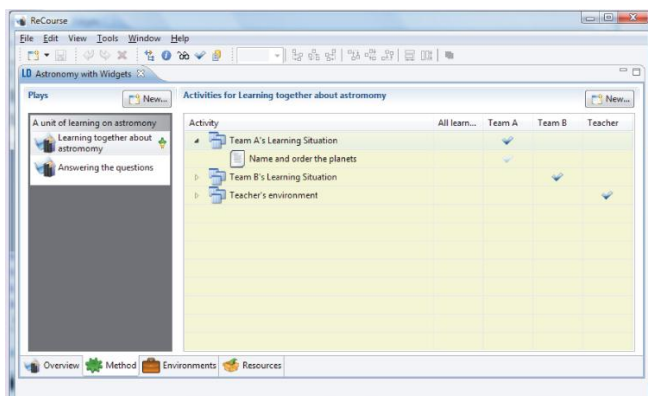 ReCourse
File Edit View Tools Window Help
LD Astronomy with Widgets
Plays
New...
Activities for Learning together about astromomy
New...
A unit of learning on astromony
Learning together about
astromomy
Answering the questions
Activity All learn... Team A Team B Teacher
Team A's Learning Situation
Name and order the planets
Team B's Learning Situation
Teacher's environment
Overview Method Environments Resources